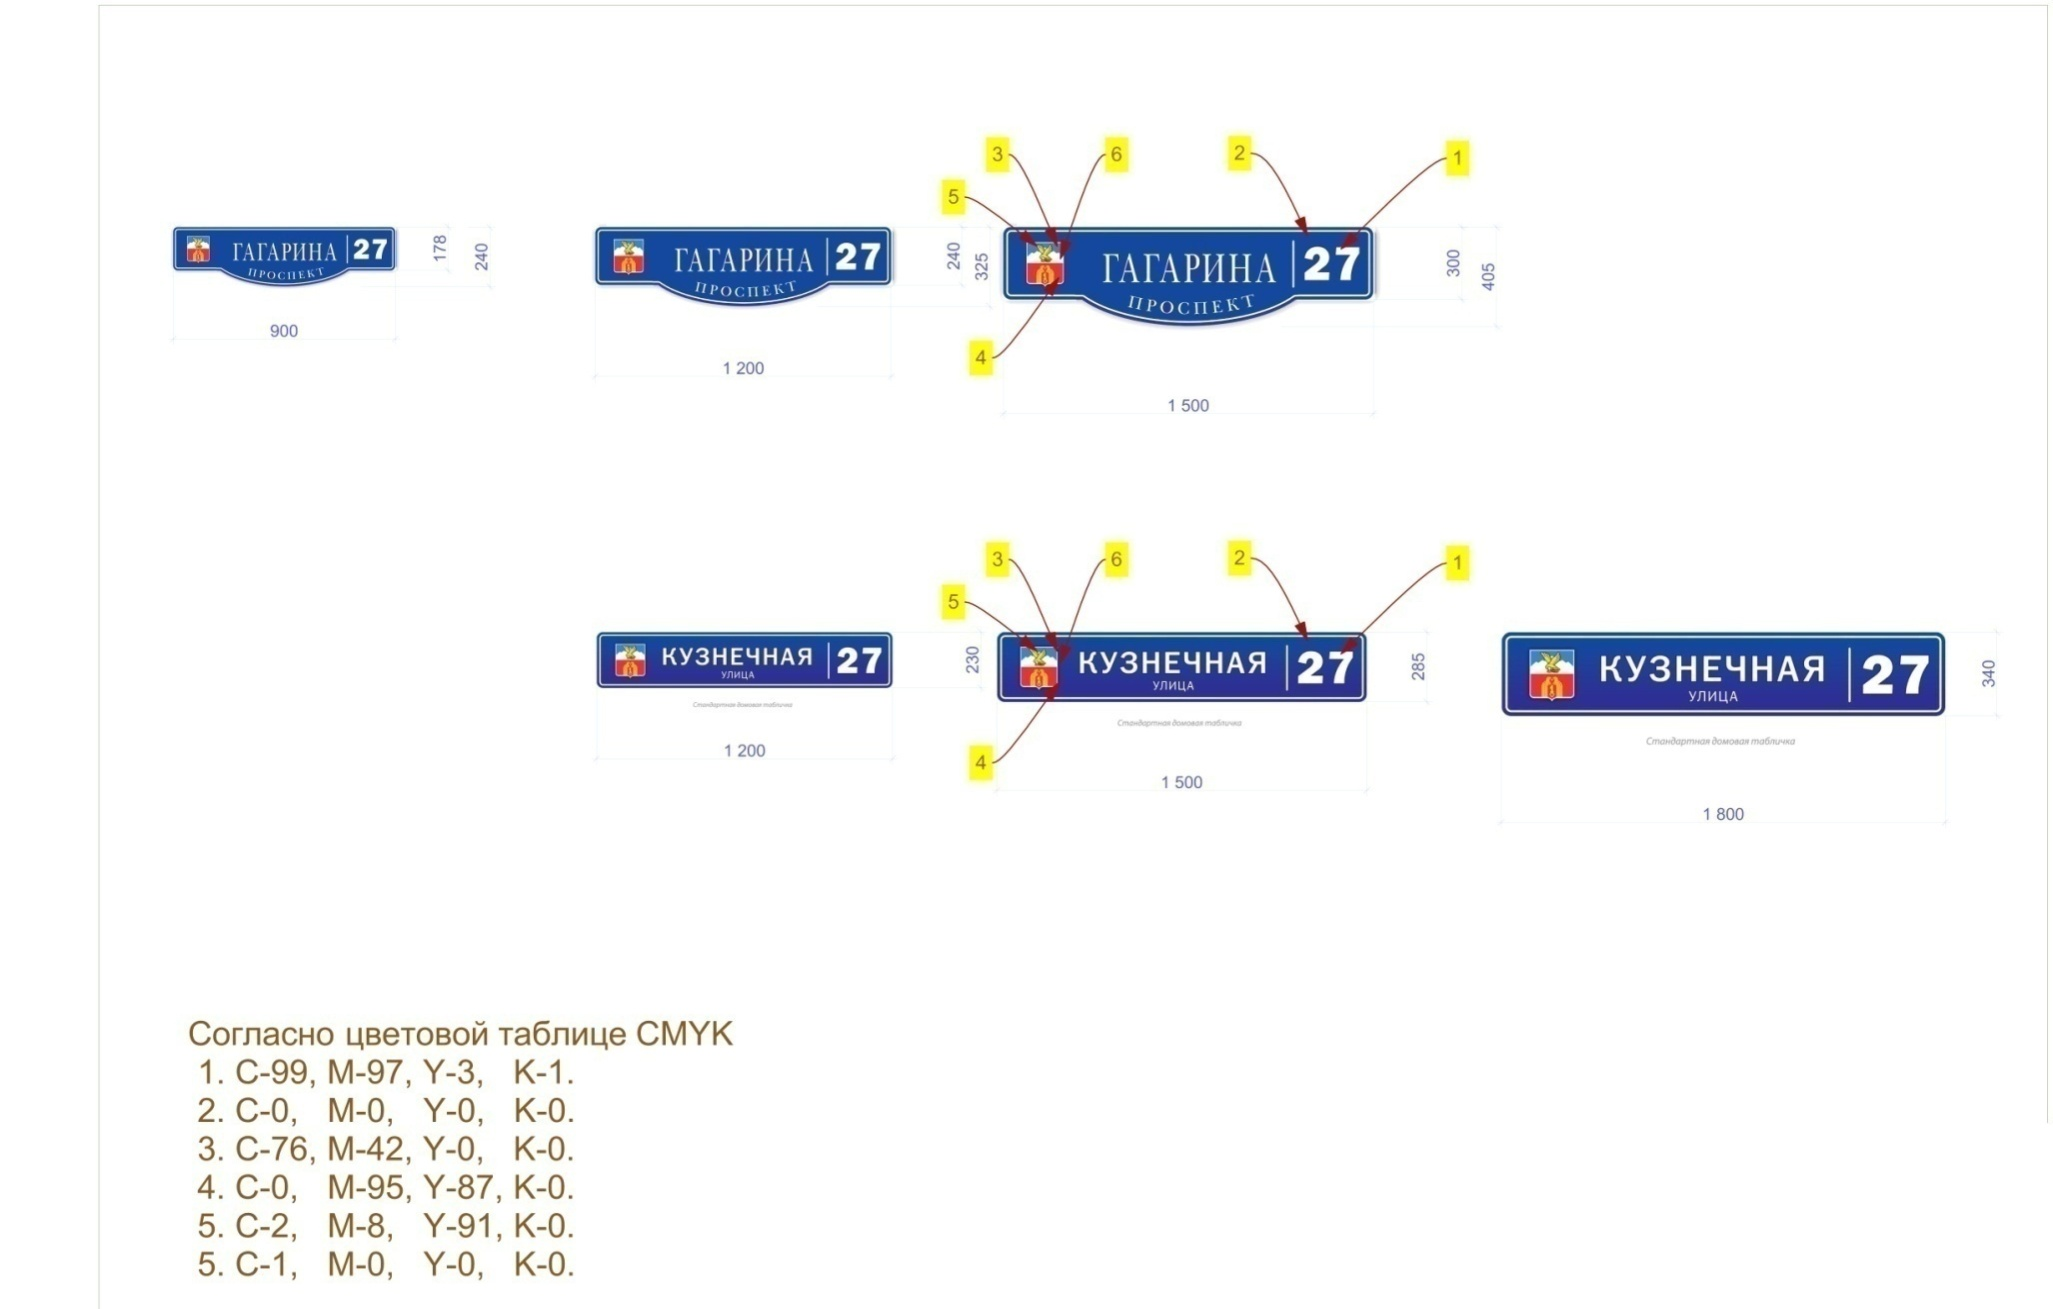 3
6
2
1
5
ГАГАРИНА 27
ПРОСПЕКТ
178
240
900
ГАГАРИНА 27
ПРОСПЕКТ
240
325
1 200
ГАГАРИНА 27
ПРОСПЕКТ
300
405
4
1 500
3
6
2
1
5
КУЗНЕЧНАЯ 27
УЛИЦА
230
Стандартная домовая табличка
1 200
КУЗНЕЧНАЯ 27
УЛИЦА
285
Стандартная домовая табличка
4
1 500
КУЗНЕЧНАЯ 27
УЛИЦА
340
Стандартная домовая табличка
1 800
Согласно цветовой таблице CMYK
1. C-99, M-97, Y-3, K-1.
2. C-0, M-0, Y-0, K-0.
3. C-76, M-42, Y-0, K-0.
4. C-0, M-95, Y-87, K-0.
5. C-2, M-8, Y-91, K-0.
5. C-1, M-0, Y-0, K-0.